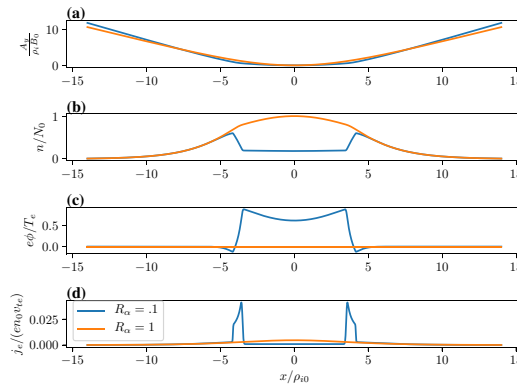 (a)
A_y/(ρ_i B_0)
10
0
−15 −10 −5 0 5 10 15
(b)
n/N_0
1
0
−15 −10 −5 0 5 10 15
(c)
eϕ/T_e
0.5
0.0
−15 −10 −5 0 5 10 15
(d)
j_e/(en_0v_te)
0.025
0.000
R_α = .1
R_α = 1
−15 −10 −5 0 5 10 15
x/ρ_i0